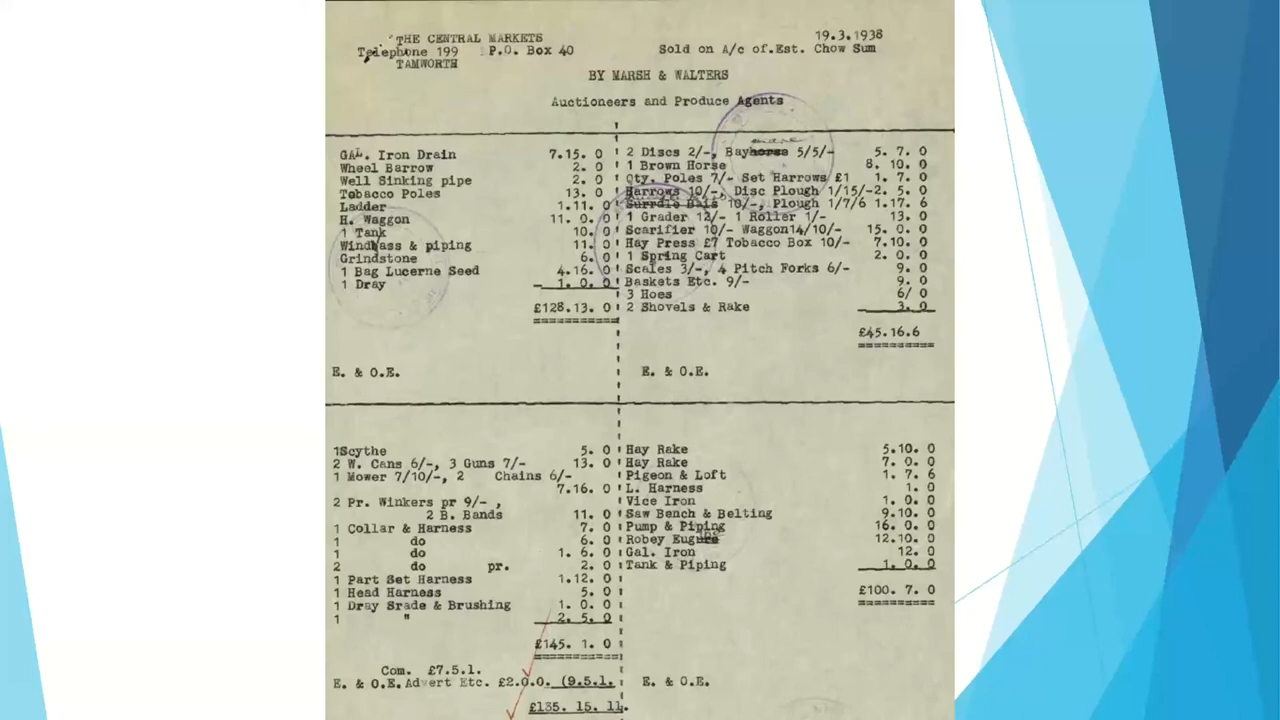 THE CENTRAL MARKETS
19.3.1938
Telephone 199 P.O. Box 40
Sold on A/c of.Est. Chow Sum
TAMWORTH
BY MARSH & WALTERS
Auctioneers and Produce Agents
GAL. Iron Drain 7.15. 0
Wheel Barrow 2. 0
Well Sinking pipe 2. 0
Tobacco Poles 13. 0
Ladder 1.11. 0
H. Waggon 11. 0. 0
1 Tank 10. 0
Windlass & piping 11. 0
Grindstone 6. 0
1 Bag Lucerne Seed 4.16. 0
1 Dray 1. 0. 0
£128.13. 0
E. & O.E.
2 Discs 2/-, Bayhorse mare 5/5/- 5. 7. 0
1 Brown Horse 8. 10. 0
Qty. Poles 7/- Set Harrows £1 1. 7. 0
Harrows 10/-, Disc Plough 1/15/- 2. 5. 0
10/-, Plough 1/7/6 1.17. 6
1 Grader 12/- 1 Roller 1/- 13. 0
Scarifier 10/- Waggon14/10/- 15. 0. 0
Hay Press £7 Tobacco Box 10/- 7.10. 0
1 Spring Cart 2. 0. 0
Scales 3/-, 4 Pitch Forks 6/- 9. 0
Baskets Etc. 9/- 9. 0
3 Hoes 6/ 0
2 Shovels & Rake 3. 0
£45.16.6
E. & O.E.
1Scythe 5. 0
2 W. Cans 6/-, 3 Guns 7/- 13. 0
1 Mower 7/10/-, 2 Chains 6/-
7.16. 0
2 Pr. Winkers pr 9/- ,
2 B. Bands 11. 0
1 Collar & Harness 7. 0
1 do 6. 0
1 do 1. 6. 0
2 do pr. 2. 0
1 Part Set Harness 1.12. 0
1 Head Harness 5. 0
1 Dray Srade & Brushing 1. 0. 0
1 " 2. 5. 0
£145. 1. 0
Com. £7.5.1.
E. & O.E. Advert Etc. £2.0.0. (9.5.1.
£135. 15. 11.
Hay Rake 5.10. 0
Hay Rake 7. 0. 0
Pigeon & Loft 1. 7. 6
L. Harness 1. 0
Vice Iron 1. 0. 0
Saw Bench & Belting 9.10. 0
Pump & Piping 16. 0. 0
Robey 12.10. 0
Gal. Iron 12. 0
Tank & Piping 1. 0. 0
£100. 7. 0
E. & O.E.